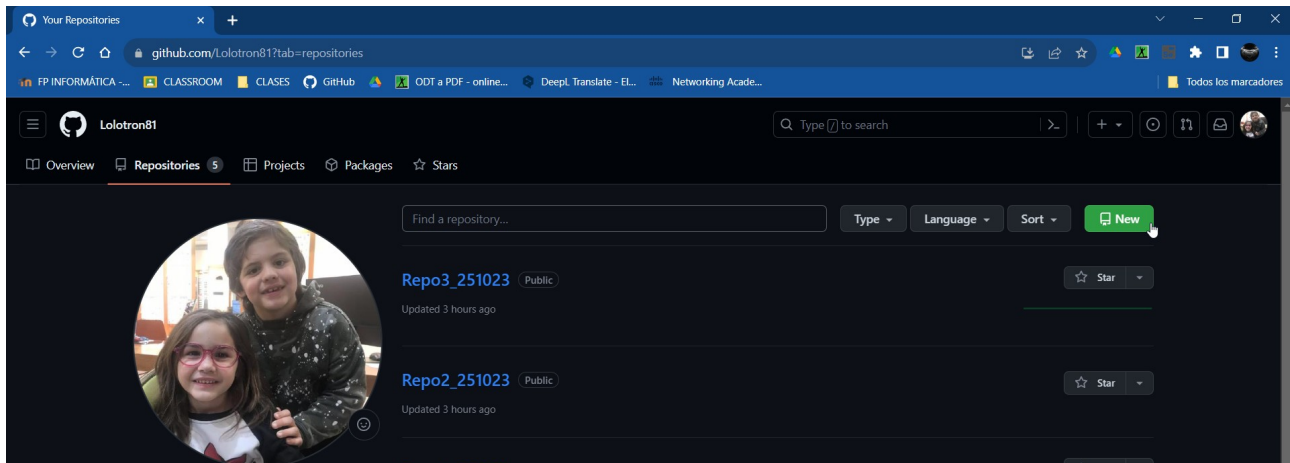 Your Repositories
github.com/Lolotron81?tab=repositories
FP INFORMÁTICA -... CLASSROOM CLASES GitHub ODT a PDF - online... DeepL Translate - El... Networking Acade... Todos los marcadores
Lolotron81 Type / to search
Overview Repositories 5 Projects Packages Stars
Find a repository... Type Language Sort New
Repo3_251023 Public Star
Updated 3 hours ago
Repo2_251023 Public Star
Updated 3 hours ago